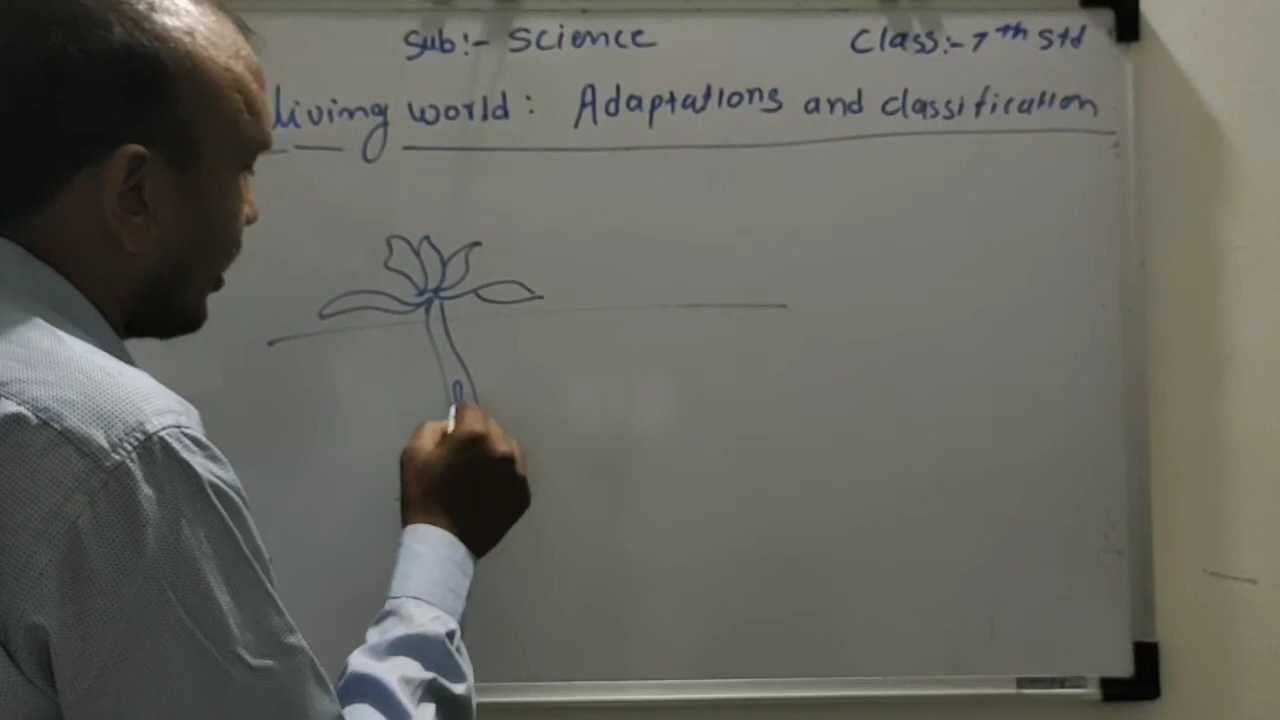 Sub:- Science
Class:- 7th Std
living world: Adaptations and classification